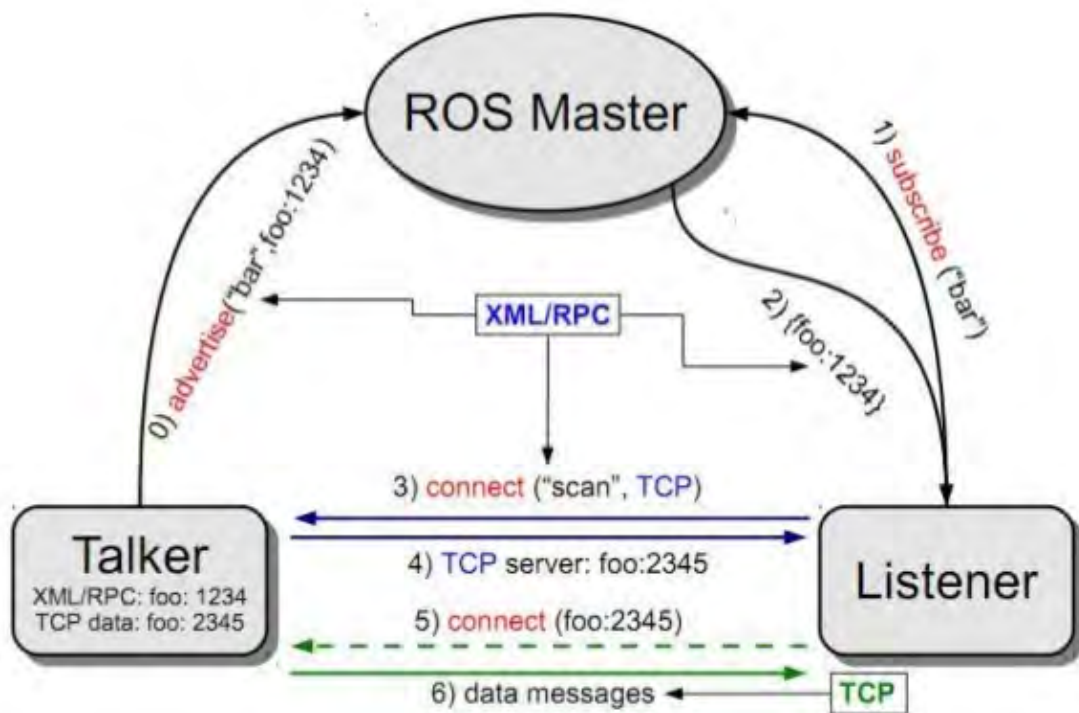 ROS Master
0) advertise("bar",foo:1234)
1) subscribe ("bar")
XML/RPC
2) {foo:1234}
3) connect ("scan", TCP)
Talker
XML/RPC: foo: 1234
TCP data: foo: 2345
4) TCP server: foo:2345
Listener
5) connect (foo:2345)
6) data messages
TCP